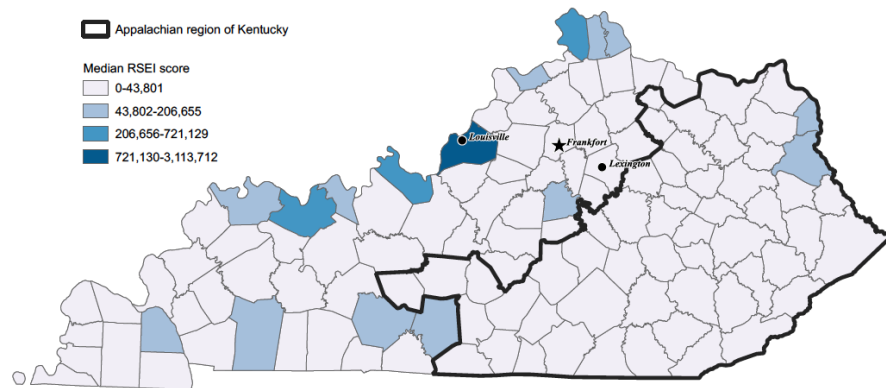 Appalachian region of Kentucky
Median RSEI score
0-43,801
43,802-206,655
206,656-721,129
721,130-3,113,712
Louisville
Frankfort
Lexington